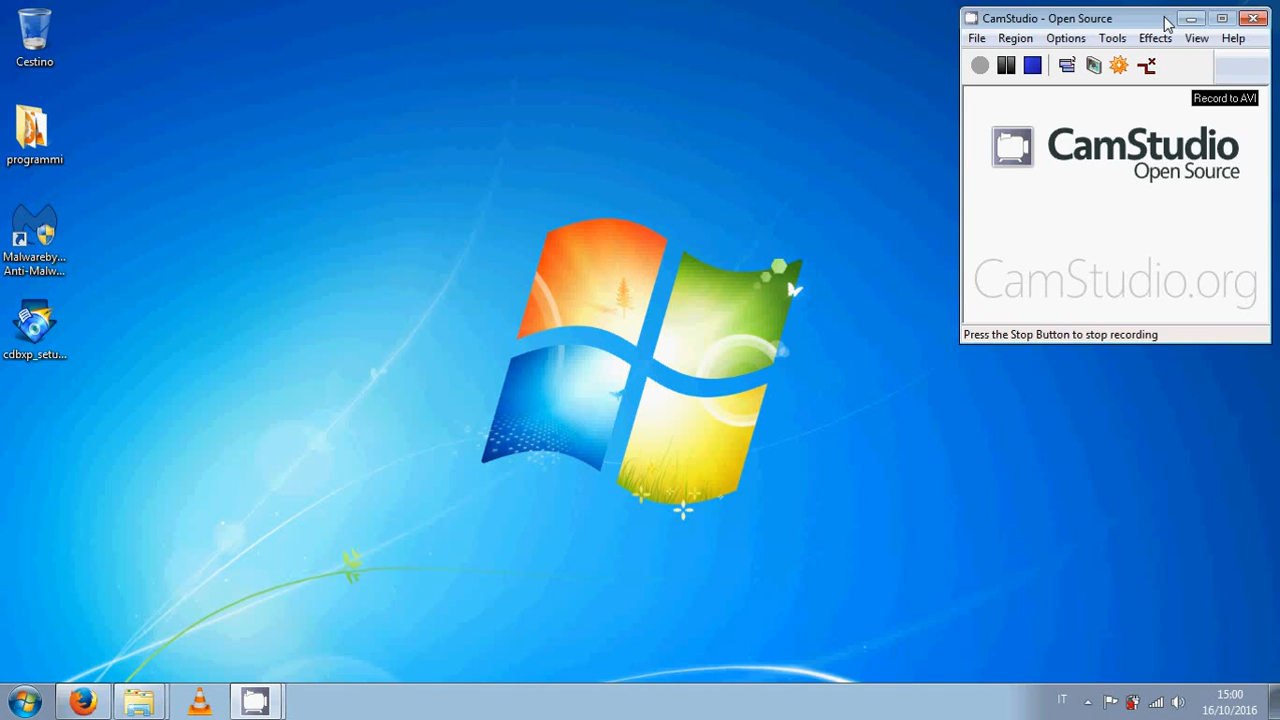 Cestino
programmi
Malwareby...
Anti-Malw...
cdbxp_setu...
CamStudio - Open Source
File Region Options Tools Effects View Help
Record to AVI
CamStudio
Open Source
CamStudio.org
Press the Stop Button to stop recording
IT
15:00
16/10/2016